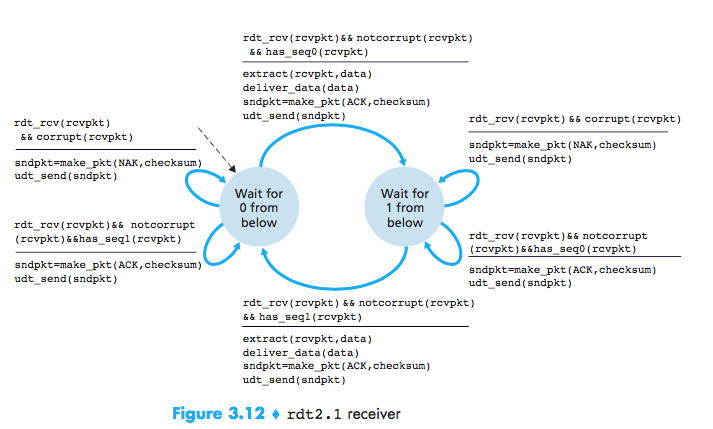 rdt_rcv(rcvpkt)&& notcorrupt(rcvpkt)
&& has_seq0(rcvpkt)
extract(rcvpkt,data)
deliver_data(data)
sndpkt=make_pkt(ACK,checksum)
udt_send(sndpkt)
rdt_rcv(rcvpkt)
&& corrupt(rcvpkt)
sndpkt=make_pkt(NAK,checksum)
udt_send(sndpkt)
rdt_rcv(rcvpkt) && corrupt(rcvpkt)
sndpkt=make_pkt(NAK,checksum)
udt_send(sndpkt)
Wait for
0 from
below
Wait for
1 from
below
rdt_rcv(rcvpkt)&& notcorrupt
(rcvpkt)&&has_seq1(rcvpkt)
sndpkt=make_pkt(ACK,checksum)
udt_send(sndpkt)
rdt_rcv(rcvpkt)&& notcorrupt
(rcvpkt)&&has_seq0(rcvpkt)
sndpkt=make_pkt(ACK,checksum)
udt_send(sndpkt)
rdt_rcv(rcvpkt) && notcorrupt(rcvpkt)
&& has_seq1(rcvpkt)
extract(rcvpkt,data)
deliver_data(data)
sndpkt=make_pkt(ACK,checksum)
udt_send(sndpkt)
Figure 3.12 ♦ rdt2.1 receiver